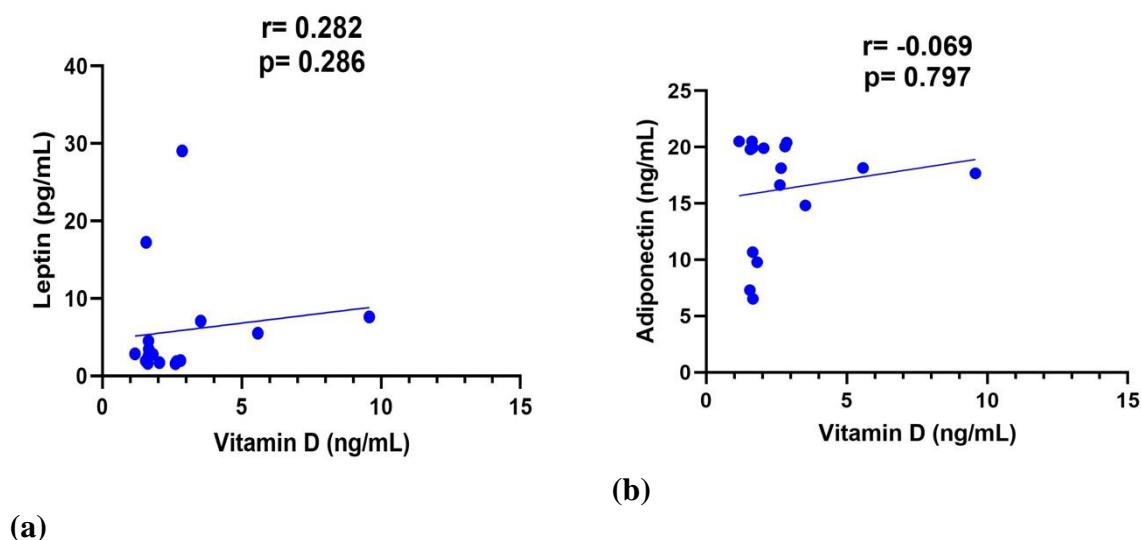 r= 0.282
p= 0.286
40
30
20
10
0
Leptin (pg/mL)
0 5 10 15
Vitamin D (ng/mL)
(a)
r= -0.069
p= 0.797
25
20
15
10
5
0
Adiponectin (ng/mL)
0 5 10 15
Vitamin D (ng/mL)
(b)